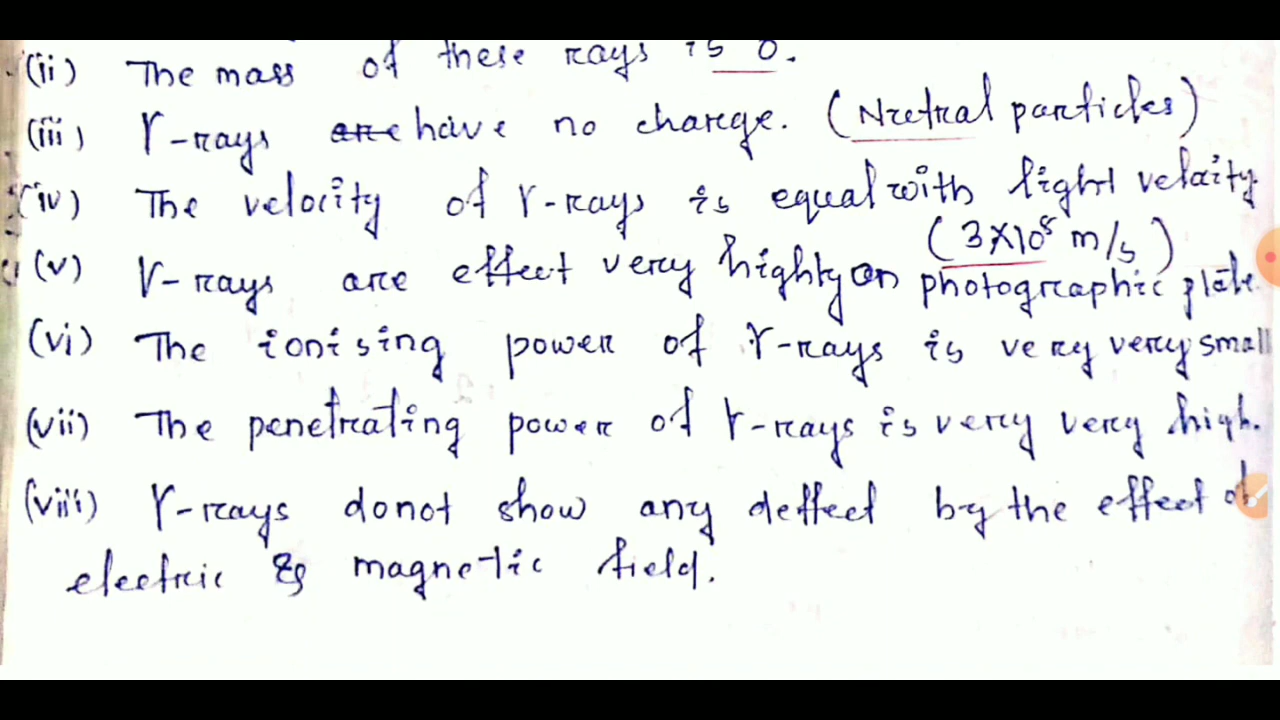 (ii) The mass of these rays is 0.
(iii) γ-rays are have no charge. (Nretral particles)
(iv) The velocity of γ-rays is equal with light velaity
(3×10⁸ m/s)
(v) γ-rays are effect very highly on photographic plate.
(vi) The ionising power of γ-rays is very very small
(vii) The penetrating power of γ-rays is very very high.
(viii) γ-rays donot show any deffect by the effect of
electric & magnetic field.